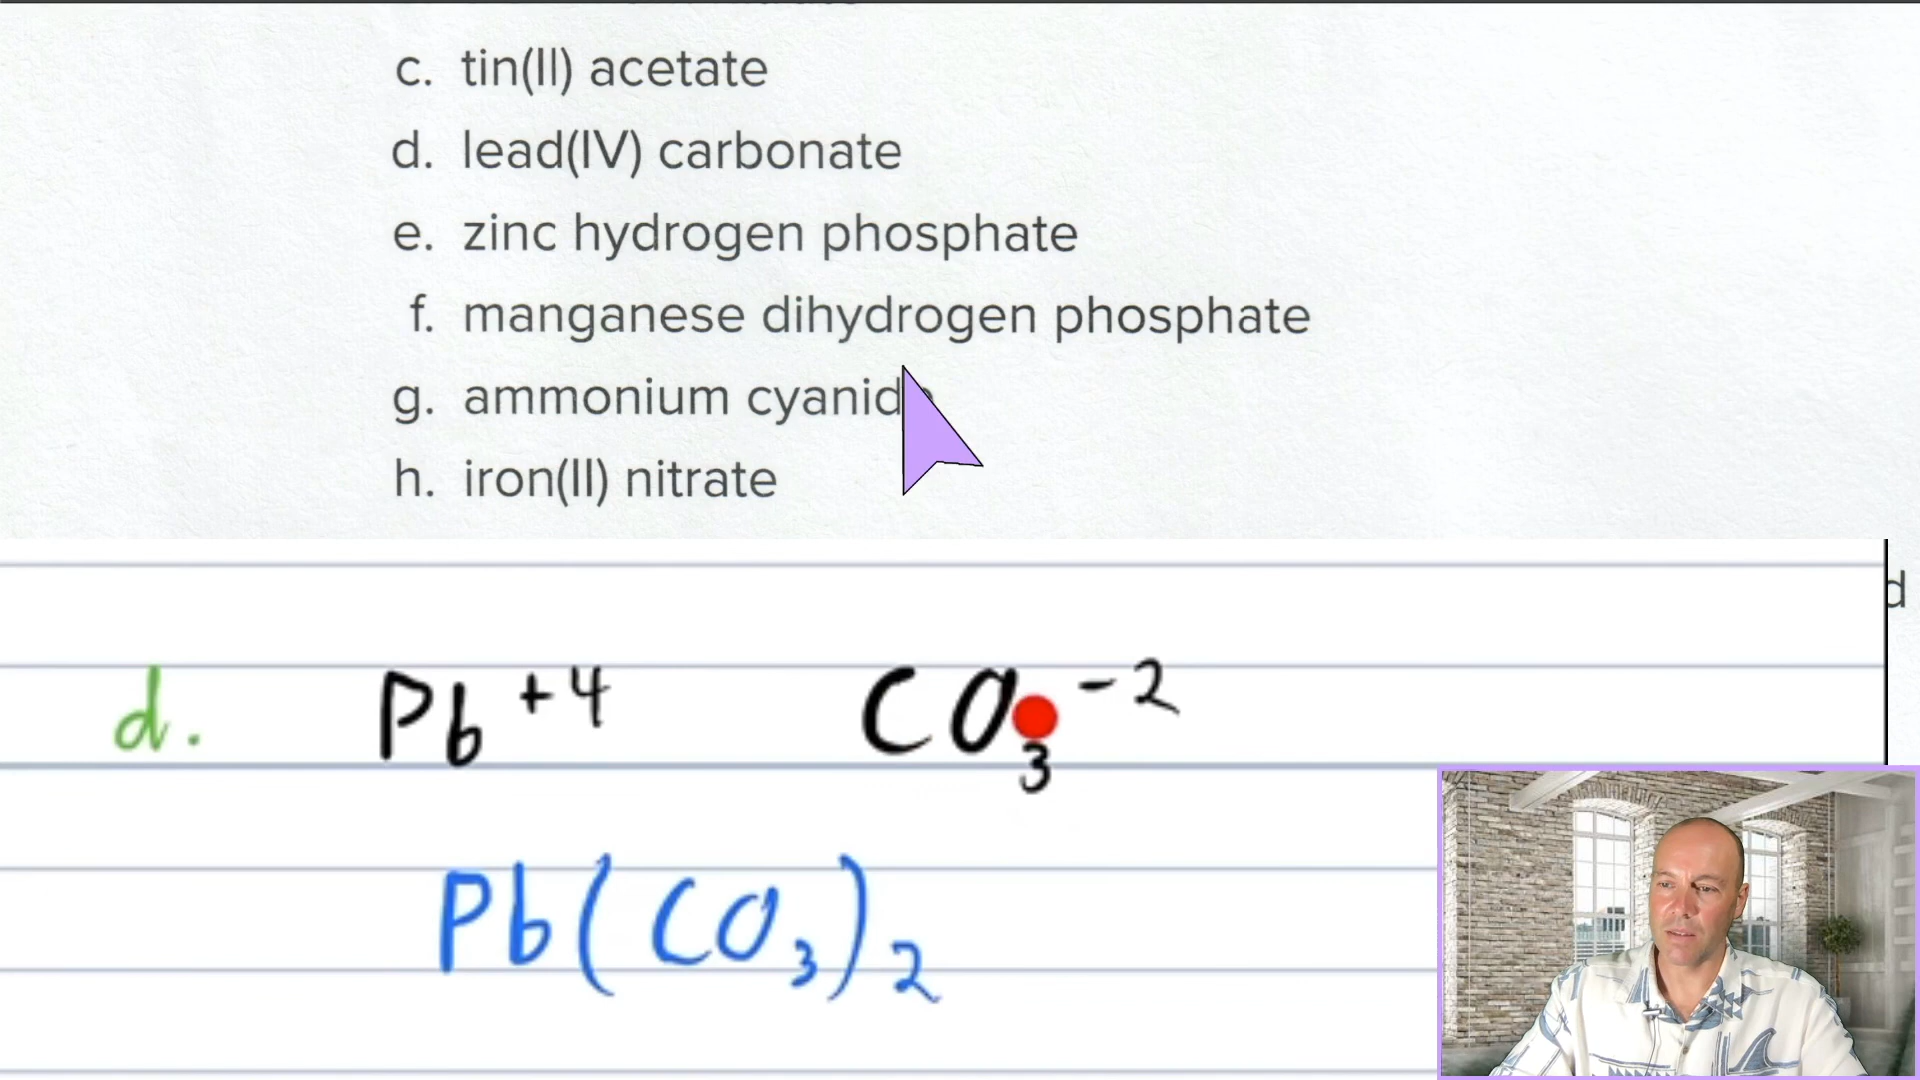 c. tin(II) acetate
d. lead(IV) carbonate
e. zinc hydrogen phosphate
f. manganese dihydrogen phosphate
g. ammonium
h. iron(II) nitrate
d
d. Pb +4 CO3 -2
Pb(CO3)2